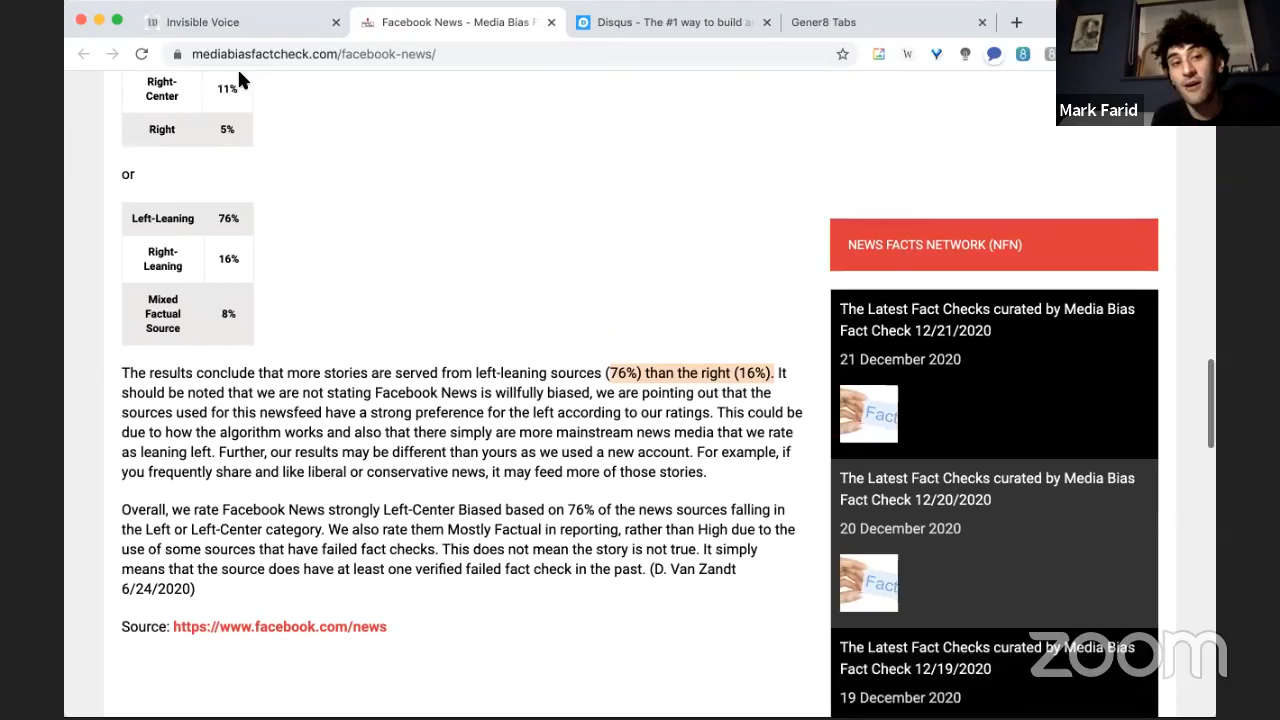 Invisible Voice
Facebook News - Media Bias F
Disqus - The #1 way to build a
Gener8 Tabs
mediabiasfactcheck.com/facebook-news/
Mark Farid
Right-
Center
11%
Right
5%
or
Left-Leaning
76%
Right-
Leaning
16%
Mixed
Factual
Source
8%
The results conclude that more stories are served from left-leaning sources (76%) than the right (16%). It
should be noted that we are not stating Facebook News is willfully biased, we are pointing out that the
sources used for this newsfeed have a strong preference for the left according to our ratings. This could be
due to how the algorithm works and also that there simply are more mainstream news media that we rate
as leaning left. Further, our results may be different than yours as we used a new account. For example, if
you frequently share and like liberal or conservative news, it may feed more of those stories.
Overall, we rate Facebook News strongly Left-Center Biased based on 76% of the news sources falling in
the Left or Left-Center category. We also rate them Mostly Factual in reporting, rather than High due to the
use of some sources that have failed fact checks. This does not mean the story is not true. It simply
means that the source does have at least one verified failed fact check in the past. (D. Van Zandt
6/24/2020)
Source: https://www.facebook.com/news
NEWS FACTS NETWORK (NFN)
The Latest Fact Checks curated by Media Bias
Fact Check 12/21/2020
21 December 2020
Fact
The Latest Fact Checks curated by Media Bias
Fact Check 12/20/2020
20 December 2020
Fact
The Latest Fact Checks curated by Media Bias
Fact Check 12/19/2020
19 December 2020
zoom